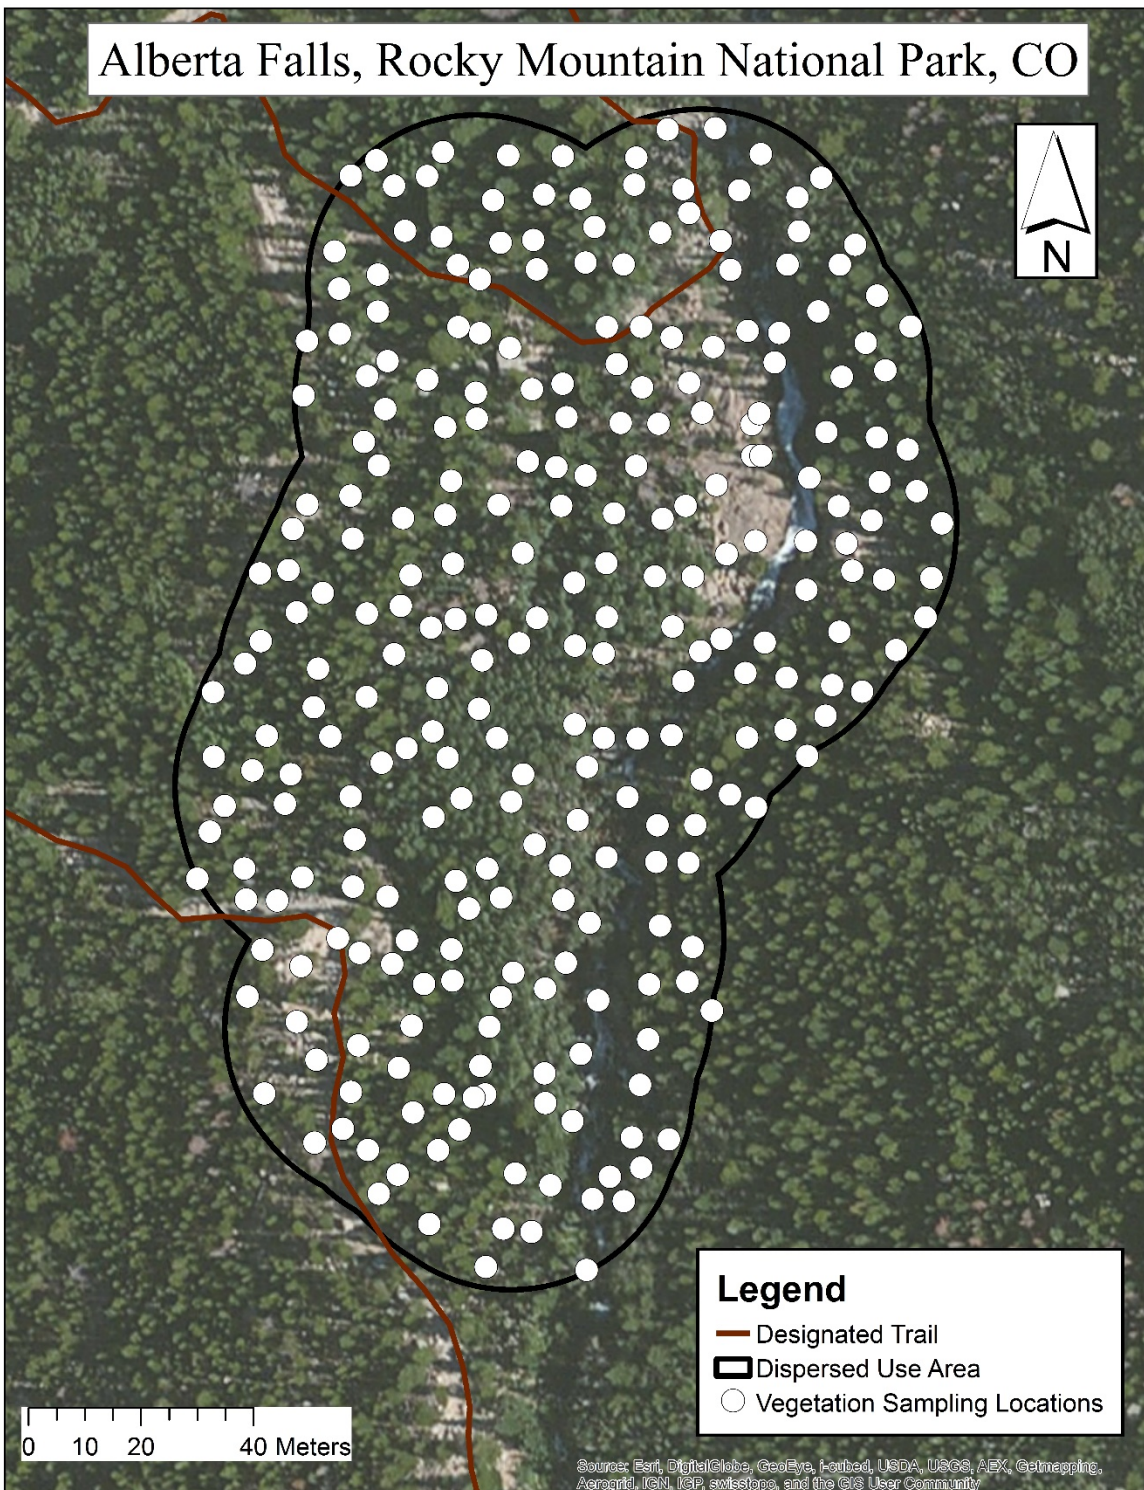 Alberta Falls, Rocky Mountain National Park, CO
N
Legend
Designated Trail
Dispersed Use Area
Vegetation Sampling Locations
0 10 20 40 Meters
Source: Esri, DigitalGlobe, GeoEye, i-cubed, USDA, USGS, AEX, Getmapping,
Aerogrid, IGN, IGP, swisstopo, and the GIS User Community